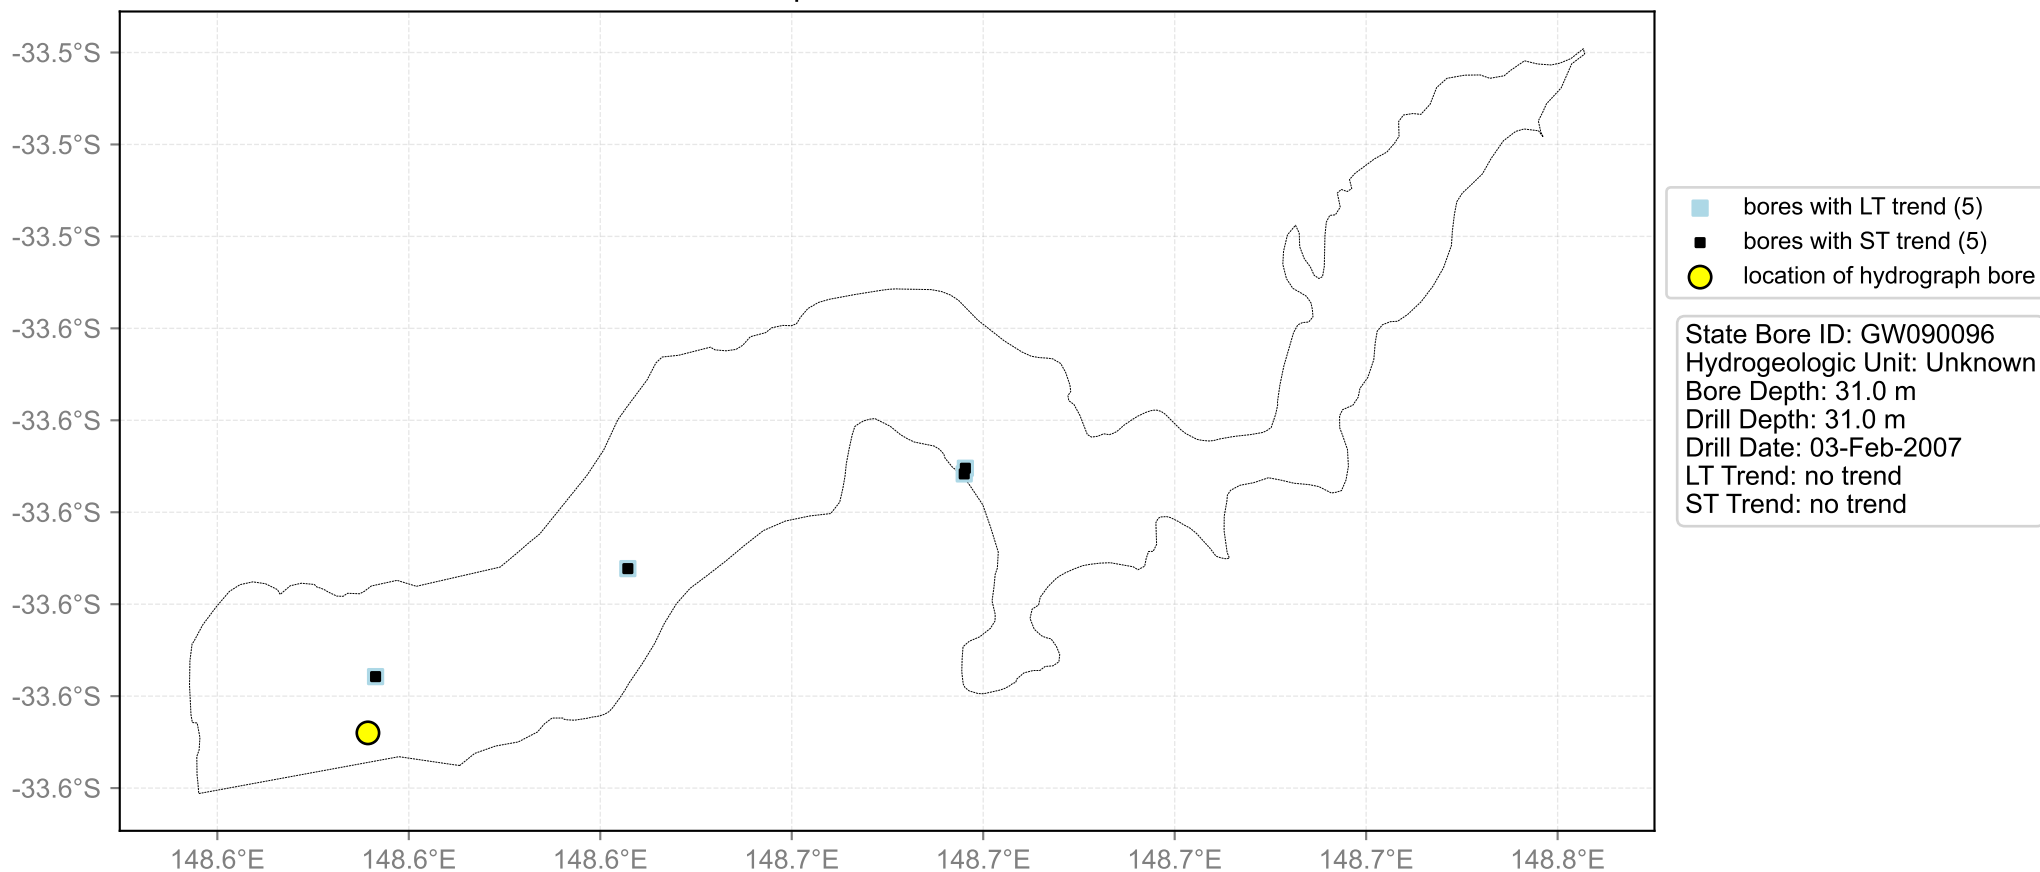 -33.5°S
-33.5°S
-33.5°S
-33.6°S
-33.6°S
-33.6°S
-33.6°S
-33.6°S
-33.6°S
148.6°E
148.6°E
148.6°E
148.7°E
148.7°E
148.7°E
148.7°E
148.8°E
bores with LT trend (5)
bores with ST trend (5)
location of hydrograph bore
State Bore ID: GW090096
Hydrogeologic Unit: Unknown
Bore Depth: 31.0 m
Drill Depth: 31.0 m
Drill Date: 03-Feb-2007
LT Trend: no trend
ST Trend: no trend